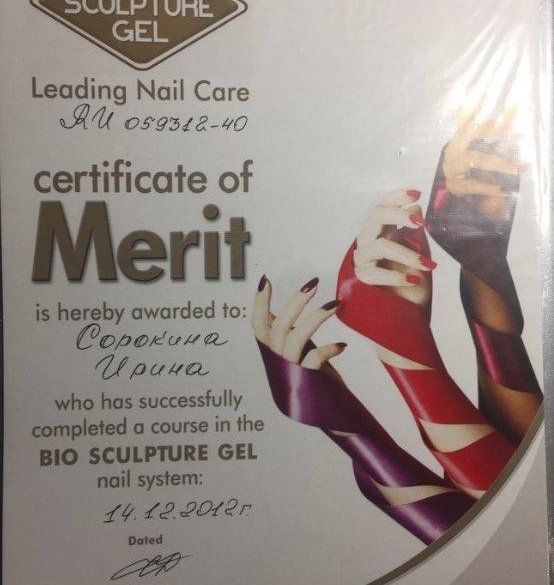 SCULPTURE
GEL
Leading Nail Care
RU 059312-40
certificate of
Merit
is hereby awarded to:
Сорокина
Ирина
who has successfully
completed a course in the
BIO SCULPTURE GEL
nail system:
14.12.2012г.
Dated